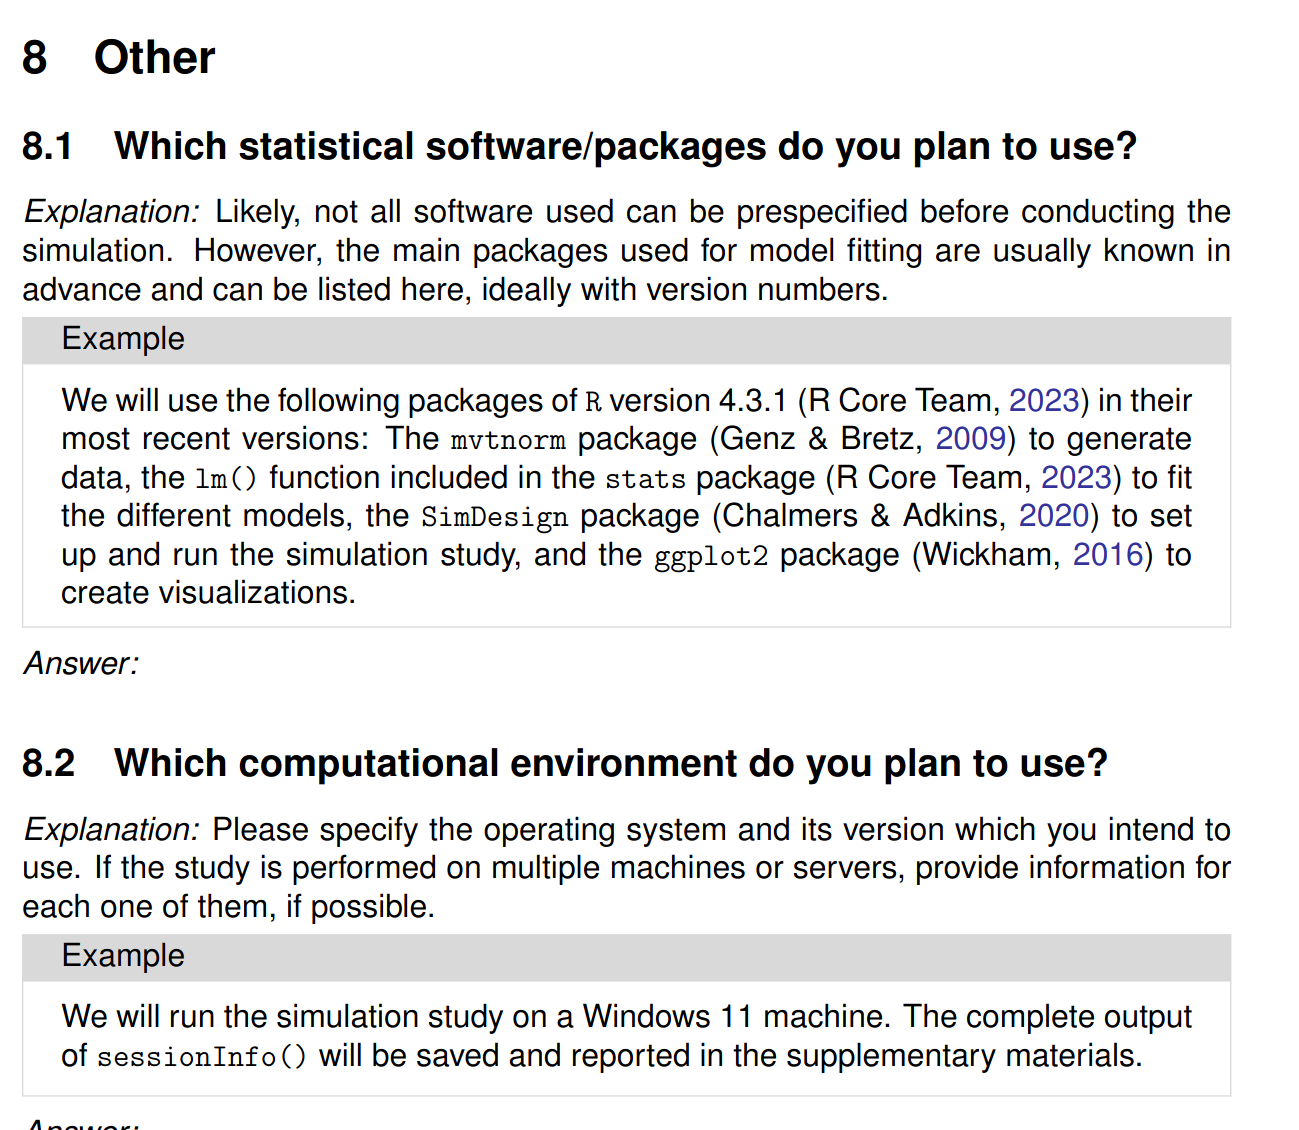 8 Other
8.1 Which statistical software/packages do you plan to use?
Explanation: Likely, not all software used can be prespecified before conducting the
simulation. However, the main packages used for model fitting are usually known in
advance and can be listed here, ideally with version numbers.
Example
We will use the following packages of R version 4.3.1 (R Core Team, 2023) in their
most recent versions: The mvtnorm package (Genz & Bretz, 2009) to generate
data, the lm() function included in the stats package (R Core Team, 2023) to fit
the different models, the SimDesign package (Chalmers & Adkins, 2020) to set
up and run the simulation study, and the ggplot2 package (Wickham, 2016) to
create visualizations.
Answer:
8.2 Which computational environment do you plan to use?
Explanation: Please specify the operating system and its version which you intend to
use. If the study is performed on multiple machines or servers, provide information for
each one of them, if possible.
Example
We will run the simulation study on a Windows 11 machine. The complete output
of sessionInfo() will be saved and reported in the supplementary materials.
Answer: